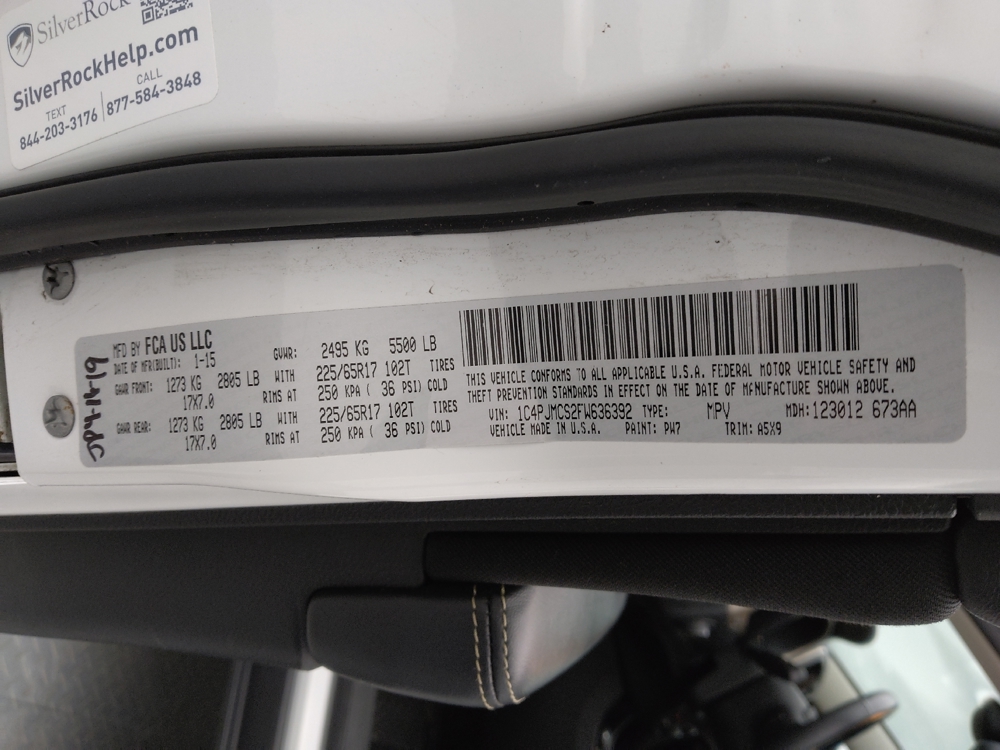 SilverRock
SilverRockHelp.com
TEXT
844-203-3176
CALL
877-584-3848
MFD BY FCA US LLC
DATE OF MFR(BUILT): 1-15
GVWR: 2495 KG 5500 LB
GAWR FRONT: 1273 KG 2805 LB WITH 225/65R17 102T TIRES
17X7.0 RIMS AT 250 KPA ( 36 PSI) COLD
GAWR REAR: 1273 KG 2805 LB WITH 225/65R17 102T TIRES
17X7.0 RIMS AT 250 KPA ( 36 PSI) COLD
THIS VEHICLE CONFORMS TO ALL APPLICABLE U.S.A. FEDERAL MOTOR VEHICLE SAFETY AND
THEFT PREVENTION STANDARDS IN EFFECT ON THE DATE OF MANUFACTURE SHOWN ABOVE.
VIN: 1C4PJMCS2FW636392 TYPE: MPV MDH: 123012 673AA
VEHICLE MADE IN U.S.A. PAINT: PW7 TRIM: A5X9